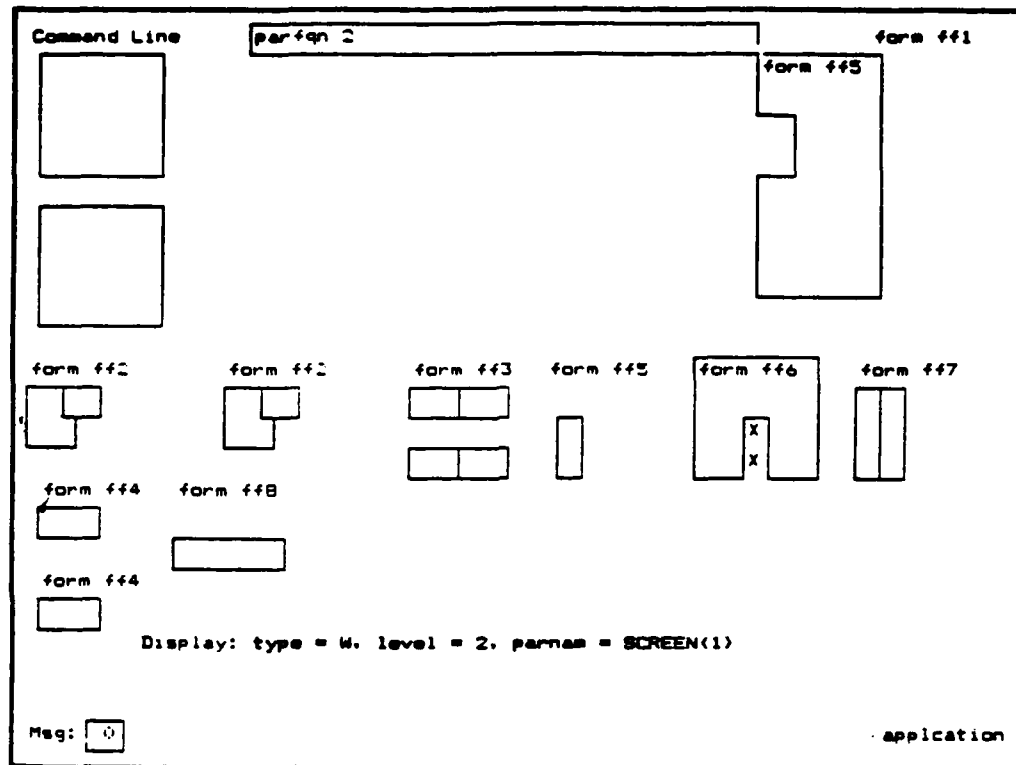 Command Line parfqn 2 form ff1
form ff5
form ff2 form ff2 form ff3 form ff5 form ff6 form ff7
X
X
form ff4 form ff8
form ff4
Display: type = W, level = 2, parnam = SCREEN(1)
Msg: 0 applcation